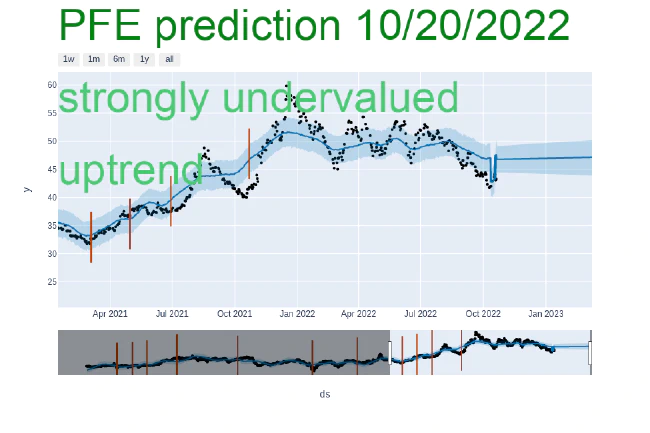 PFE prediction 10/20/2022
1w 1m 6m 1y all
60
strongly undervalued
55
50
uptrend
45
y
40
35
30
25
Apr 2021 Jul 2021 Oct 2021 Jan 2022 Apr 2022 Jul 2022 Oct 2022 Jan 2023
ds